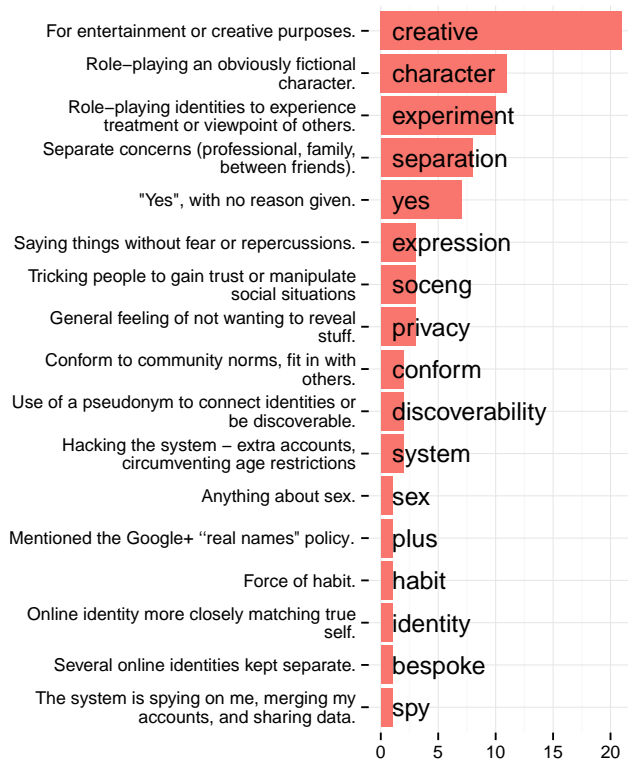 For entertainment or creative purposes.
creative
Role−playing an obviously fictional
character.
character
Role−playing identities to experience
treatment or viewpoint of others.
experiment
Separate concerns (professional, family,
between friends).
separation
"Yes", with no reason given.
yes
Saying things without fear or repercussions.
expression
Tricking people to gain trust or manipulate
social situations
soceng
General feeling of not wanting to reveal
stuff.
privacy
Conform to community norms, fit in with
others.
conform
Use of a pseudonym to connect identities or
be discoverable.
discoverability
Hacking the system − extra accounts,
circumventing age restrictions
system
Anything about sex.
sex
Mentioned the Google+ ‘‘real names" policy.
plus
Force of habit.
habit
Online identity more closely matching true
self.
identity
Several online identities kept separate.
bespoke
The system is spying on me, merging my
accounts, and sharing data.
spy
0 5 10 15 20